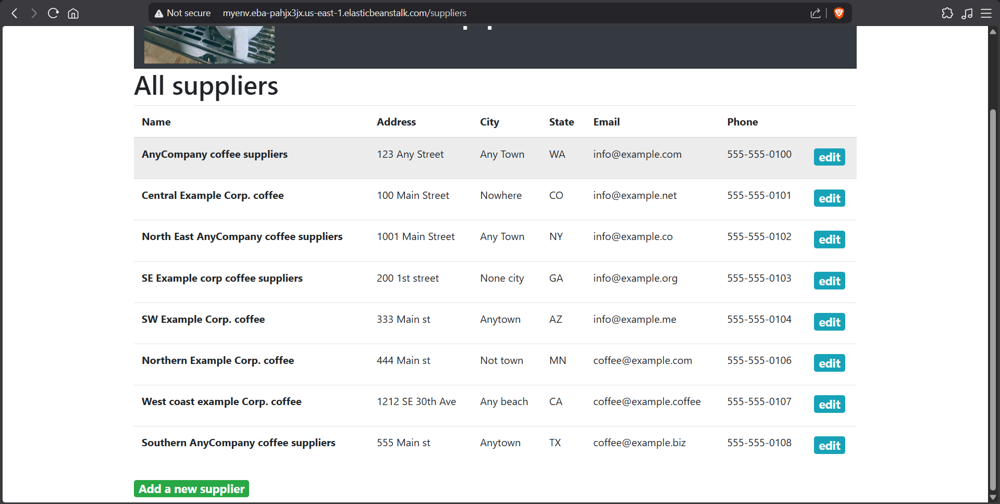 Not secure myenv.eba-pahjx3jx.us-east-1.elasticbeanstalk.com/suppliers
All suppliers
Name Address City State Email Phone
AnyCompany coffee suppliers 123 Any Street Any Town WA info@example.com 555-555-0100 edit
Central Example Corp. coffee 100 Main Street Nowhere CO info@example.net 555-555-0101 edit
North East AnyCompany coffee suppliers 1001 Main Street Any Town NY info@example.co 555-555-0102 edit
SE Example corp coffee suppliers 200 1st street None city GA info@example.org 555-555-0103 edit
SW Example Corp. coffee 333 Main st Anytown AZ info@example.me 555-555-0104 edit
Northern Example Corp. coffee 444 Main st Not town MN coffee@example.com 555-555-0106 edit
West coast example Corp. coffee 1212 SE 30th Ave Any beach CA coffee@example.coffee 555-555-0107 edit
Southern AnyCompany coffee suppliers 555 Main st Anytown TX coffee@example.biz 555-555-0108 edit
Add a new supplier